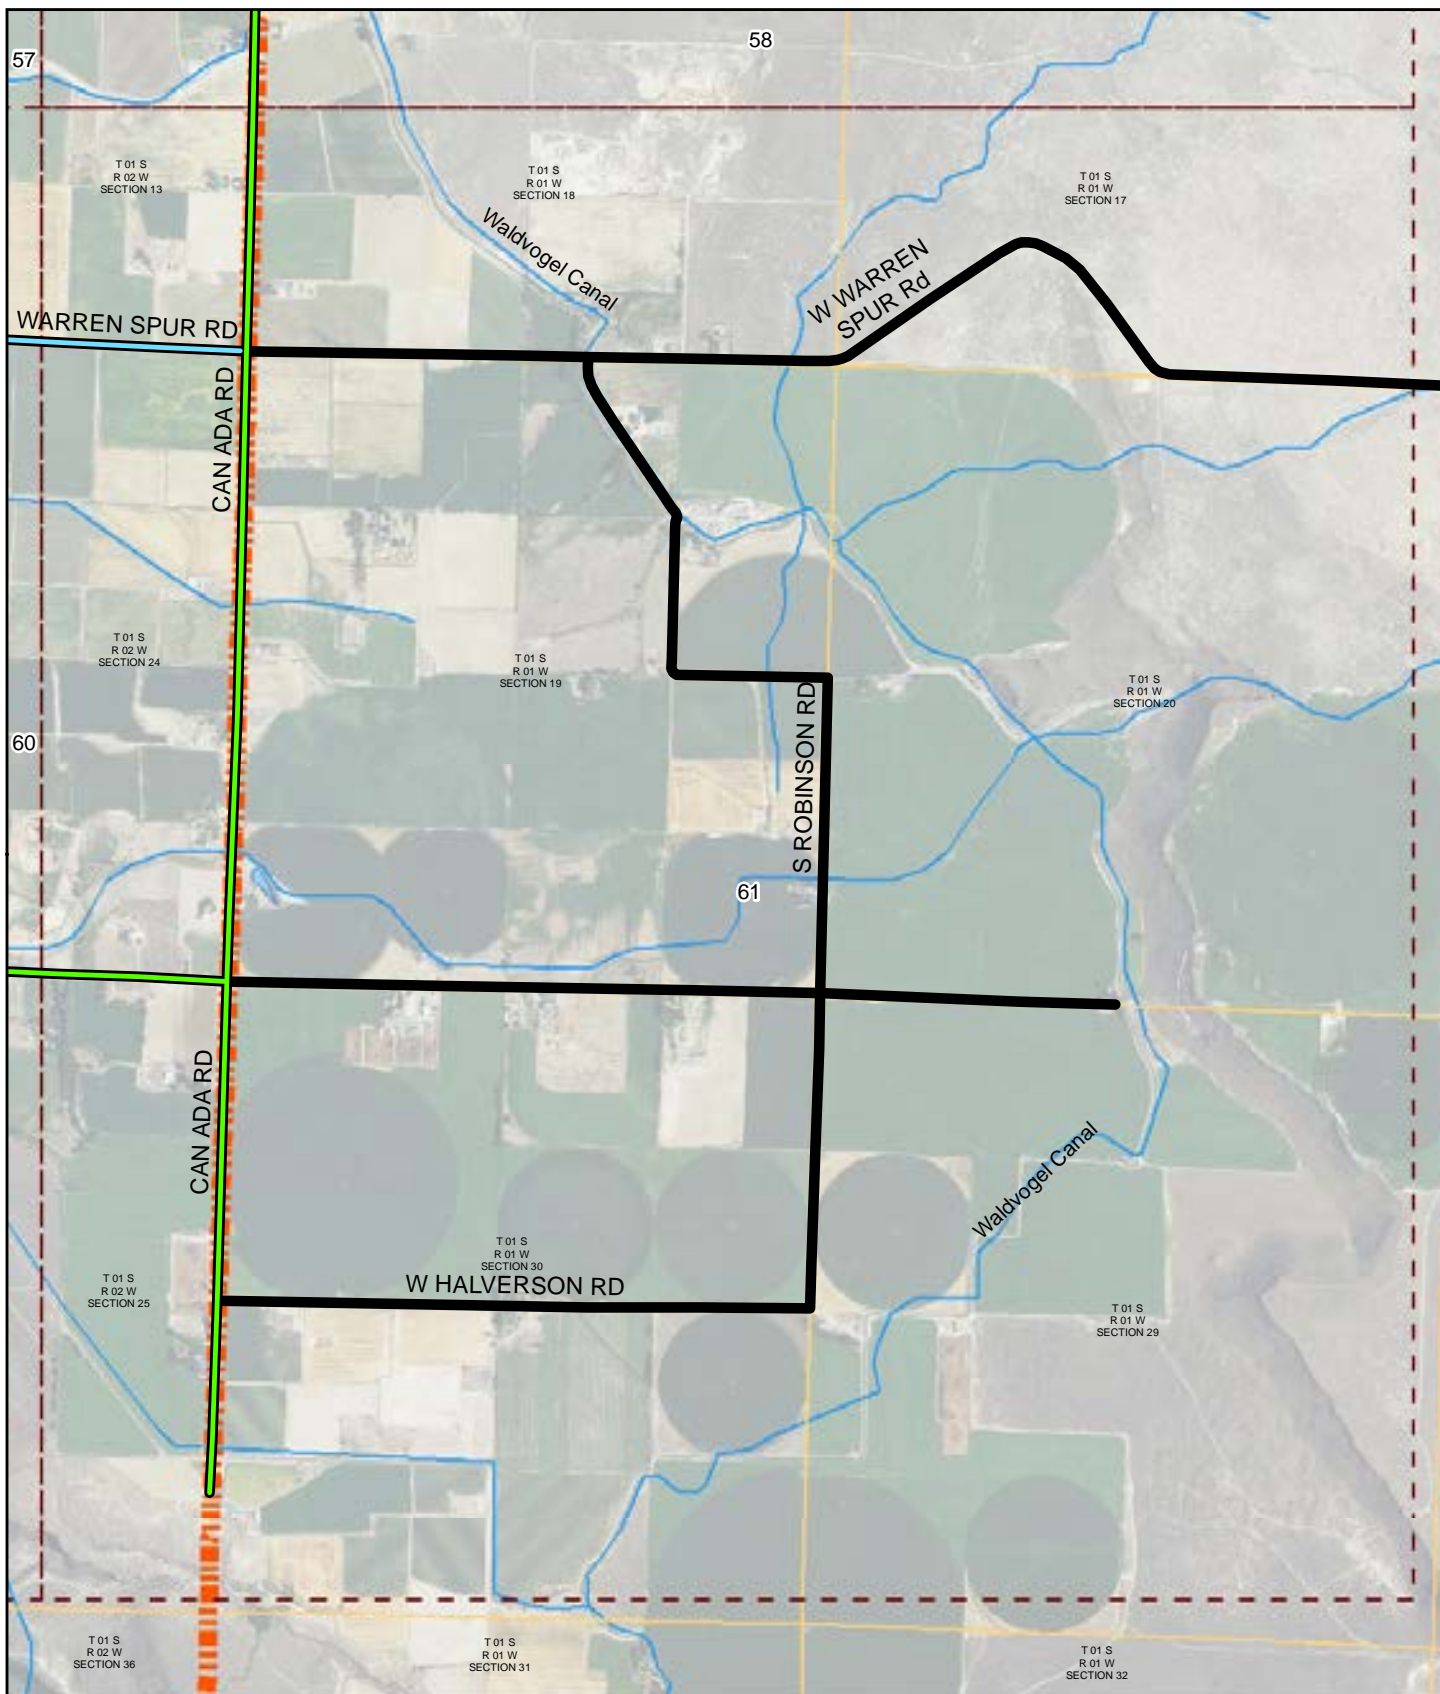 58
57
T 01 S
R 02 W
SECTION 13
T 01 S
R 01 W
SECTION 18
T 01 S
R 01 W
SECTION 17
Waldvogel Canal
W WARREN
SPUR Rd
WARREN SPUR RD
CAN ADA RD
T 01 S
R 02 W
SECTION 24
T 01 S
R 01 W
SECTION 19
T 01 S
R 01 W
SECTION 20
60
S ROBINSON RD
61
CAN ADA RD
Waldvogel Canal
T 01 S
R 01 W
SECTION 30
W HALVERSON RD
T 01 S
R 02 W
SECTION 25
T 01 S
R 01 W
SECTION 29
T 01 S
R 02 W
SECTION 36
T 01 S
R 01 W
SECTION 31
T 01 S
R 01 W
SECTION 32